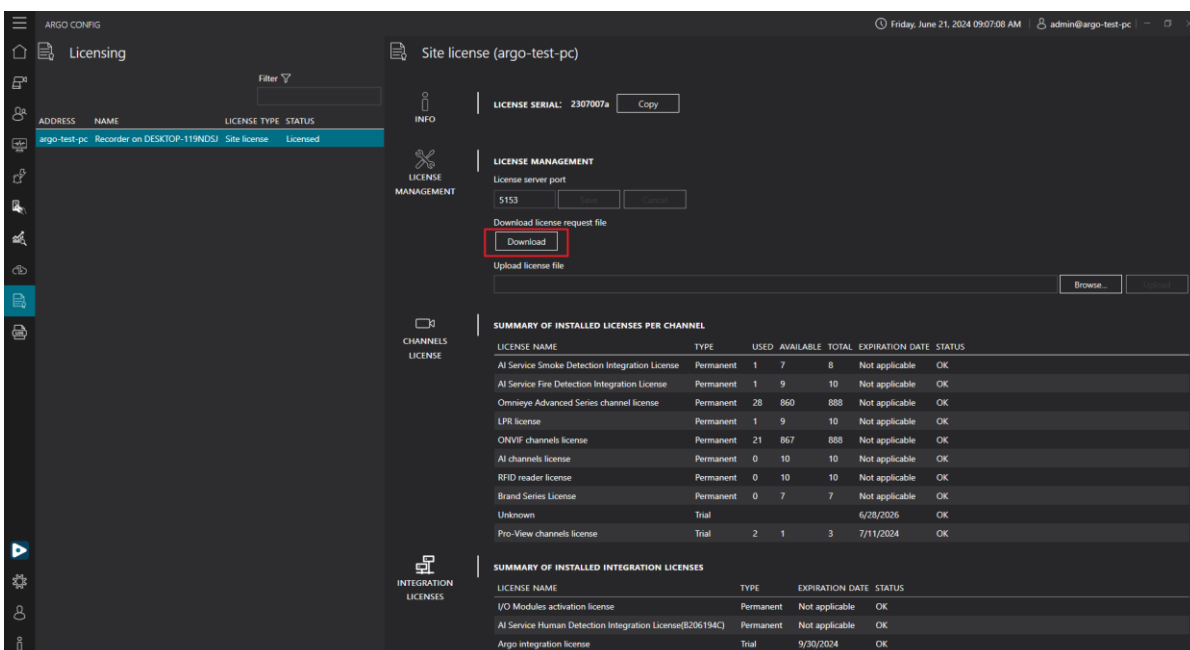 ARGO CONFIG
Friday, June 21, 2024 09:07:08 AM
admin@argo-test-pc
Licensing
Filter
ADDRESS NAME LICENSE TYPE STATUS
argo-test-pc Recorder on DESKTOP-119NDSJ Site license Licensed
Site license (argo-test-pc)
INFO
LICENSE SERIAL: 2307007a Copy
LICENSE
MANAGEMENT
LICENSE MANAGEMENT
License server port
5153 Save Cancel
Download license request file
Download
Upload license file
Browse... Upload
CHANNELS
LICENSE
SUMMARY OF INSTALLED LICENSES PER CHANNEL
LICENSE NAME TYPE USED AVAILABLE TOTAL EXPIRATION DATE STATUS
AI Service Smoke Detection Integration License Permanent 1 7 8 Not applicable OK
AI Service Fire Detection Integration License Permanent 1 9 10 Not applicable OK
Omnieye Advanced Series channel license Permanent 28 860 888 Not applicable OK
LPR license Permanent 1 9 10 Not applicable OK
ONVIF channels license Permanent 21 867 888 Not applicable OK
AI channels license Permanent 0 10 10 Not applicable OK
RFID reader license Permanent 0 10 10 Not applicable OK
Brand Series License Permanent 0 7 7 Not applicable OK
Unknown Trial 6/28/2026 OK
Pro-View channels license Trial 2 1 3 7/11/2024 OK
INTEGRATION
LICENSES
SUMMARY OF INSTALLED INTEGRATION LICENSES
LICENSE NAME TYPE EXPIRATION DATE STATUS
I/O Modules activation license Permanent Not applicable OK
AI Service Human Detection Integration License(B206194C) Permanent Not applicable OK
Argo integration license Trial 9/30/2024 OK